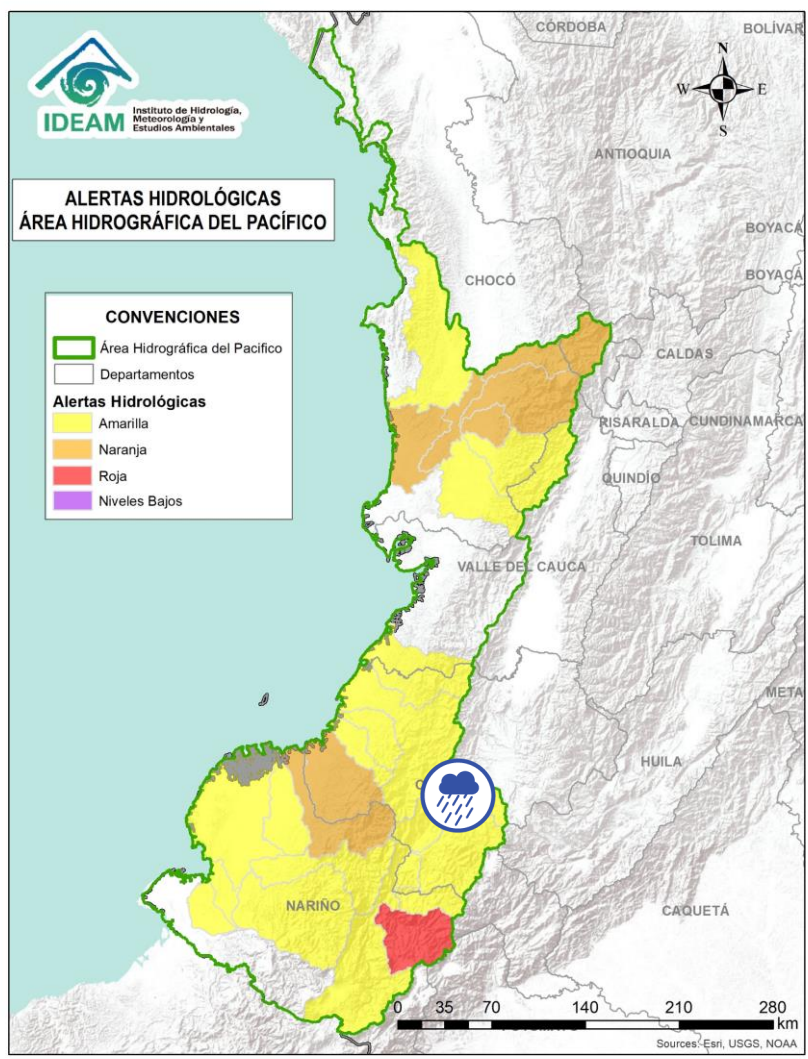 IDEAM
Instituto de Hidrología,
Meteorología y
Estudios Ambientales
ALERTAS HIDROLÓGICAS
ÁREA HIDROGRÁFICA DEL PACÍFICO
CONVENCIONES
Área Hidrográfica del Pacifico
Departamentos
Alertas Hidrológicas
Amarilla
Naranja
Roja
Niveles Bajos
N
W E
S
CÓRDOBA
BOLÍVAR
ANTIOQUIA
BOYACÁ
BOYACÁ
CHOCÓ
CALDAS
RISARALDA
CUNDINAMARCA
QUINDÍO
TOLIMA
VALLE DEL CAUCA
META
HUILA
NARIÑO
CAQUETÁ
0 35 70 140 210 280
km
Sources: Esri, USGS, NOAA